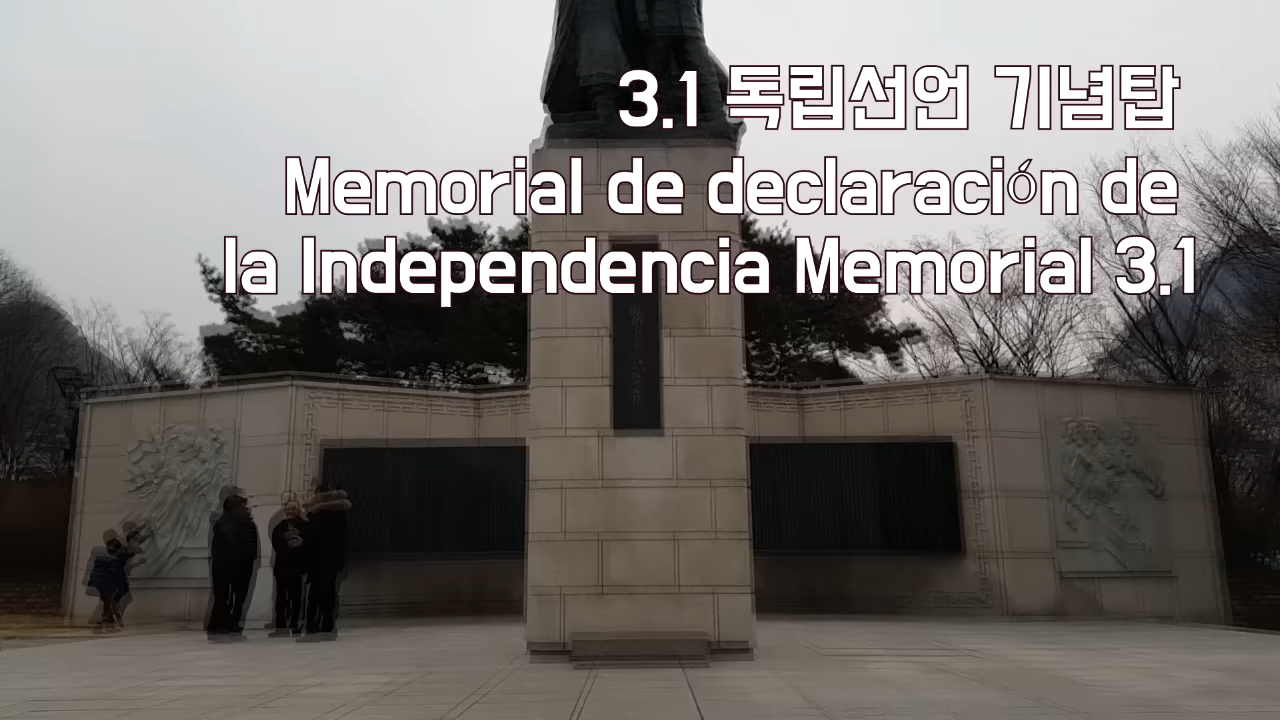 3.1 독립선언 기념탑
Memorial de declaración de
la Independencia Memorial 3.1